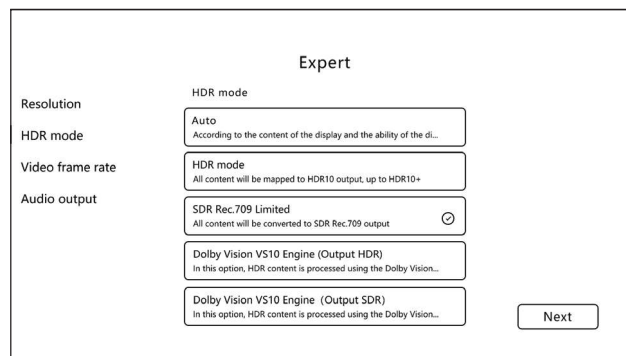 Expert
Resolution
HDR mode
Video frame rate
Audio output
HDR mode
Auto
According to the content of the display and the ability of the di...
HDR mode
All content will be mapped to HDR10 output, up to HDR10+
SDR Rec.709 Limited
All content will be converted to SDR Rec.709 output
Dolby Vision VS10 Engine (Output HDR)
In this option, HDR content is processed using the Dolby Vision...
Dolby Vision VS10 Engine (Output SDR)
In this option, HDR content is processed using the Dolby Vision...
Next